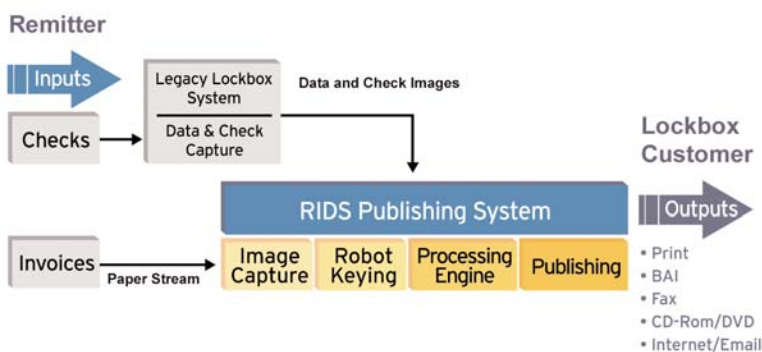 Remitter
Inputs
Checks
Legacy Lockbox
System
Data & Check
Capture
Data and Check Images
Lockbox
Customer
Outputs
RIDS Publishing System
Invoices
Paper Stream
Image
Capture
Robot
Keying
Processing
Engine
Publishing
• Print
• BAI
• Fax
• CD-Rom/DVD
• Internet/Email